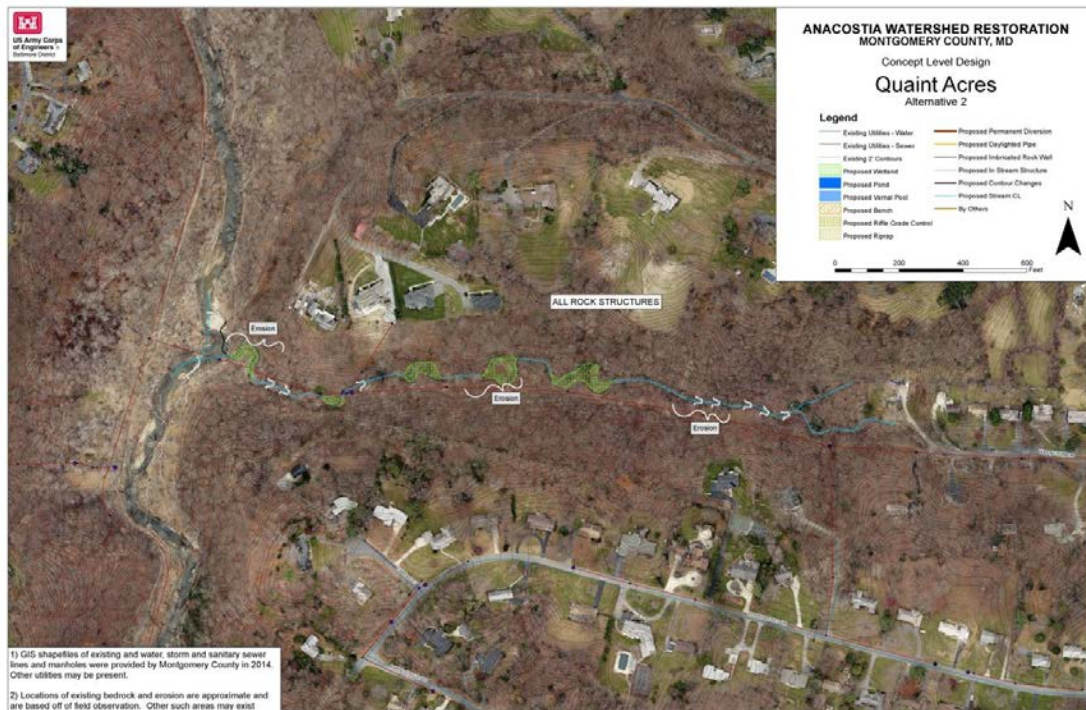 US Army Corps
of Engineers
Baltimore District
ANACOSTIA WATERSHED RESTORATION
MONTGOMERY COUNTY, MD
Concept Level Design
Quaint Acres
Alternative 2
Legend
Existing Utilities - Water
Existing Utilities - Sewer
Existing 2' Contours
Proposed Wetland
Proposed Pond
Proposed Vernal Pool
Proposed Bench
Proposed Riffle Grade Control
Proposed Riprap
Proposed Permanent Diversion
Proposed Daylighted Pipe
Proposed Imbricated Rock Wall
Proposed In Stream Structure
Proposed Contour Changes
Proposed Stream CL
By Others
N
0 200 400 600
Feet
ALL ROCK STRUCTURES
Erosion
Erosion
Erosion
1) GIS shapefiles of existing and water, storm and sanitary sewer
lines and manholes were provided by Montgomery County in 2014.
Other utilities may be present.
2) Locations of existing bedrock and erosion are approximate and
are based off of field observation. Other such areas may exist